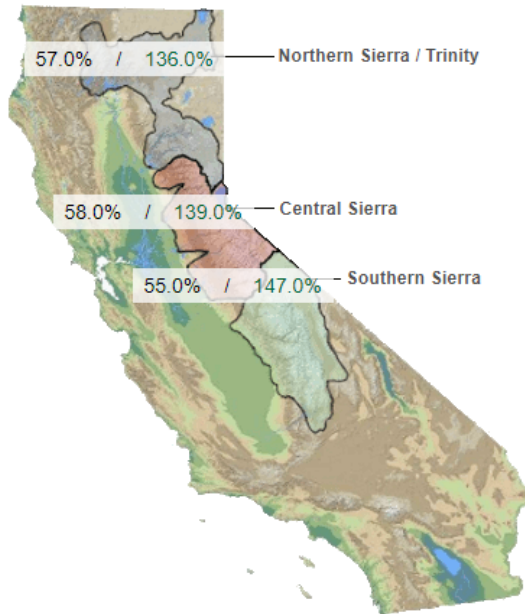 57.0% / 136.0% Northern Sierra / Trinity
58.0% / 139.0% Central Sierra
55.0% / 147.0% Southern Sierra